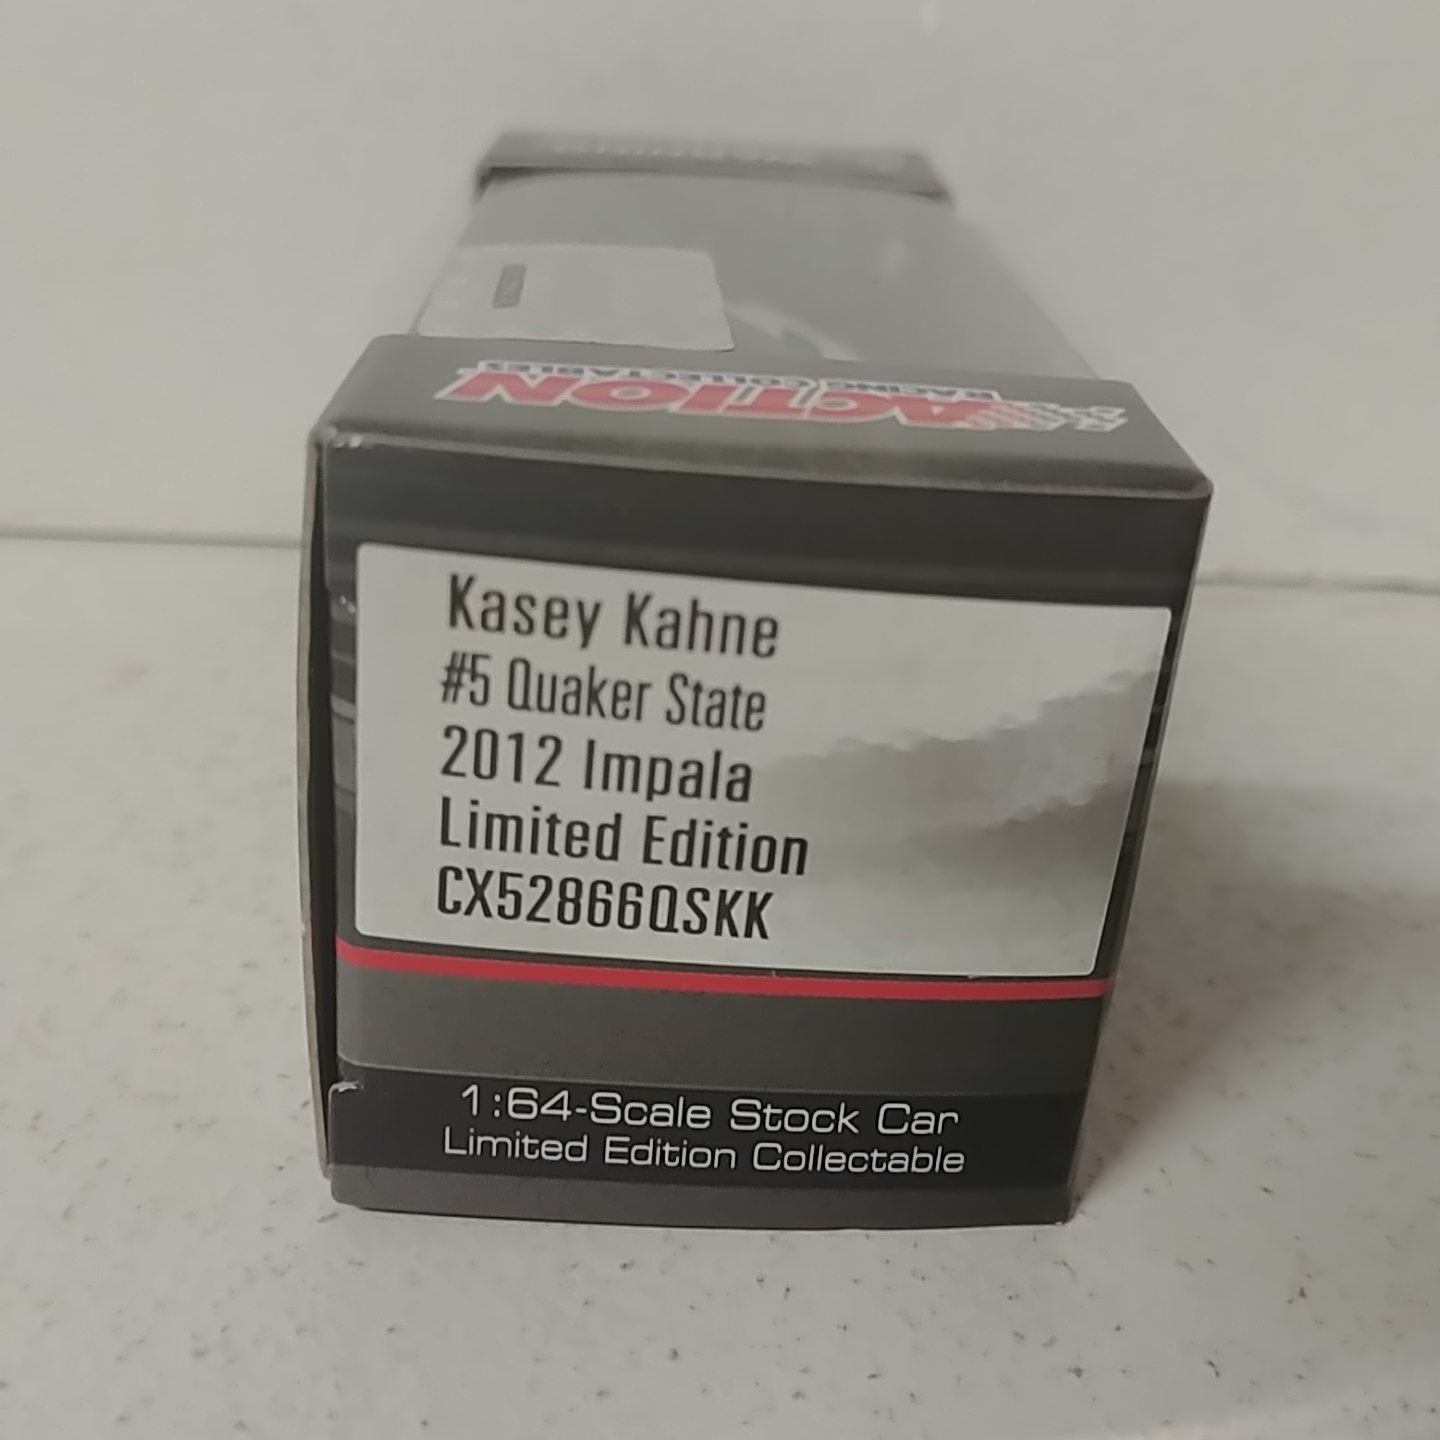 ACTION
RACING COLLECTABLES
Kasey Kahne
#5 Quaker State
2012 Impala
Limited Edition
CX52866QSKK
1:64-Scale Stock Car
Limited Edition Collectable